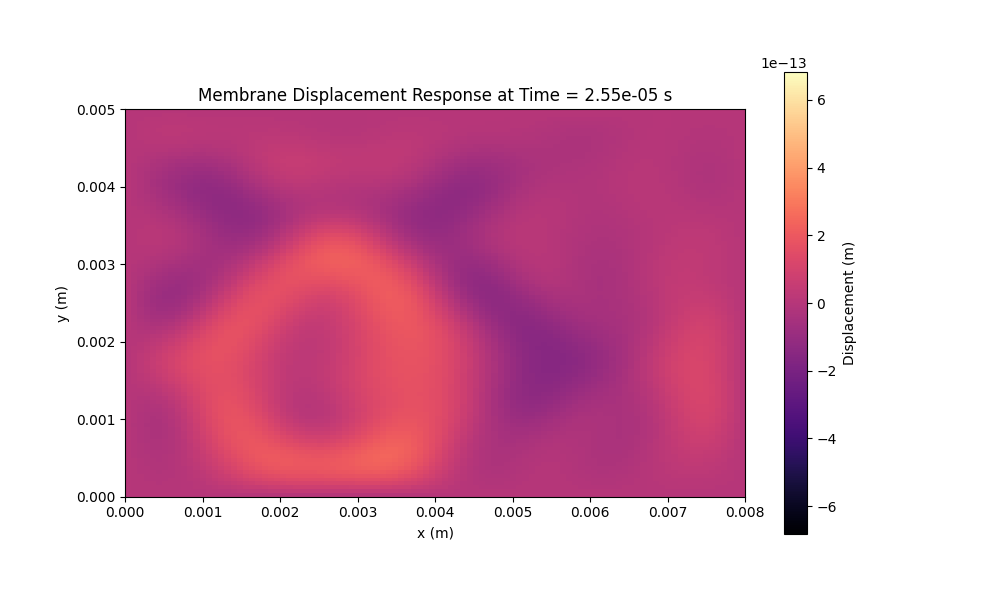 1e−13
Membrane Displacement Response at Time = 2.55e-05 s
0.005
0.004
0.003
0.002
0.001
0.000
y (m)
0.000 0.001 0.002 0.003 0.004 0.005 0.006 0.007 0.008
x (m)
6
4
2
0
−2
−4
−6
Displacement (m)